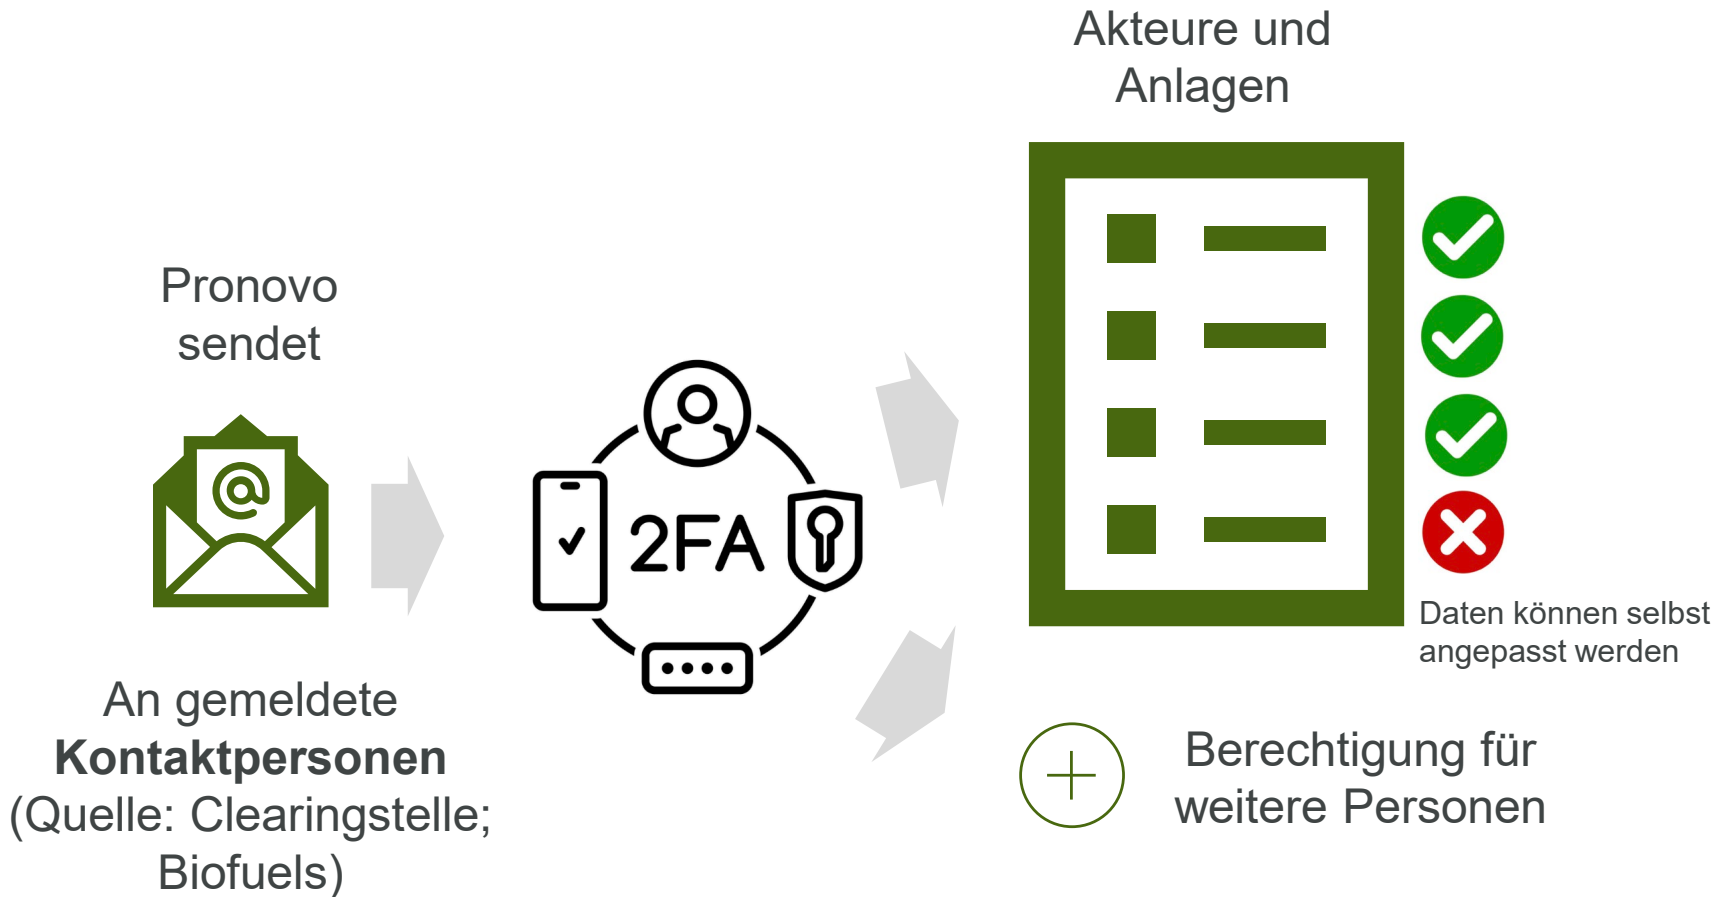 Pronovo
sendet
@
An gemeldete
Kontaktpersonen
(Quelle: Clearingstelle;
Biofuels)
2FA
Akteure und
Anlagen
Daten können selbst
angepasst werden
Berechtigung für
weitere Personen